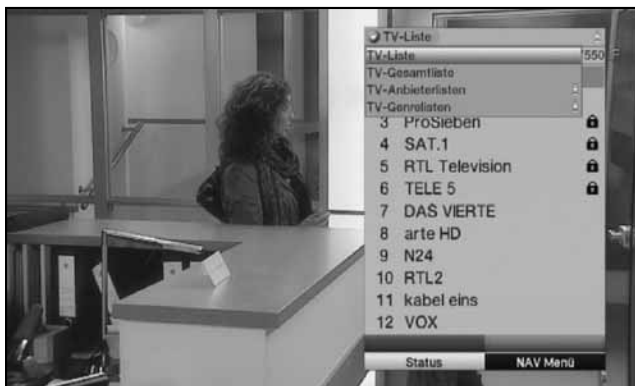 TV-Liste
TV-Liste
'550
TV-Gesamtliste
TV-Anbieterlisten
TV-Genrelisten
3 ProSieben
4 SAT.1
5 RTL Television
6 TELE 5
7 DAS VIERTE
8 arte HD
9 N24
10 RTL2
11 kabel eins
12 VOX
Status NAV Menü